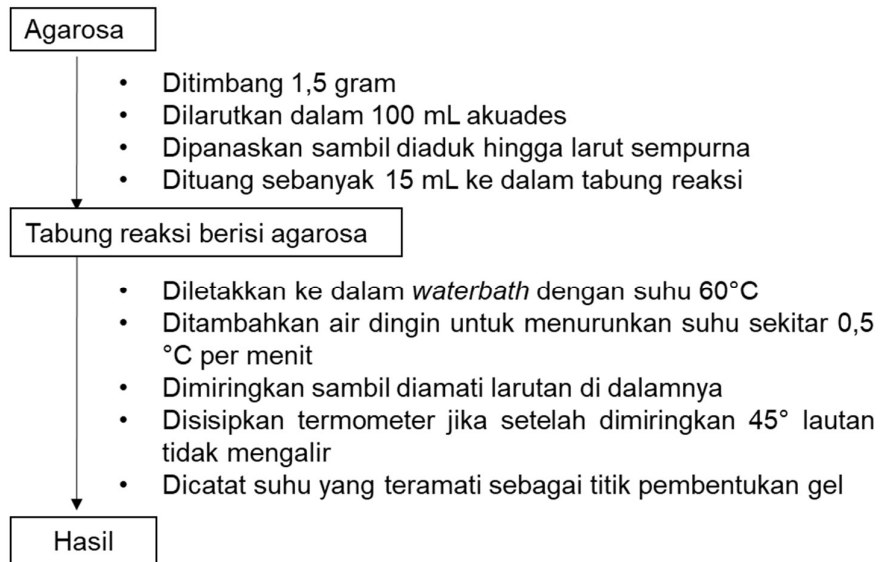 Agarosa
• Ditimbang 1,5 gram
• Dilarutkan dalam 100 mL akuades
• Dipanaskan sambil diaduk hingga larut sempurna
• Dituang sebanyak 15 mL ke dalam tabung reaksi
Tabung reaksi berisi agarosa
• Diletakkan ke dalam waterbath dengan suhu 60°C
• Ditambahkan air dingin untuk menurunkan suhu sekitar 0,5
°C per menit
• Dimiringkan sambil diamati larutan di dalamnya
• Disisipkan termometer jika setelah dimiringkan 45° lautan
tidak mengalir
• Dicatat suhu yang teramati sebagai titik pembentukan gel
Hasil